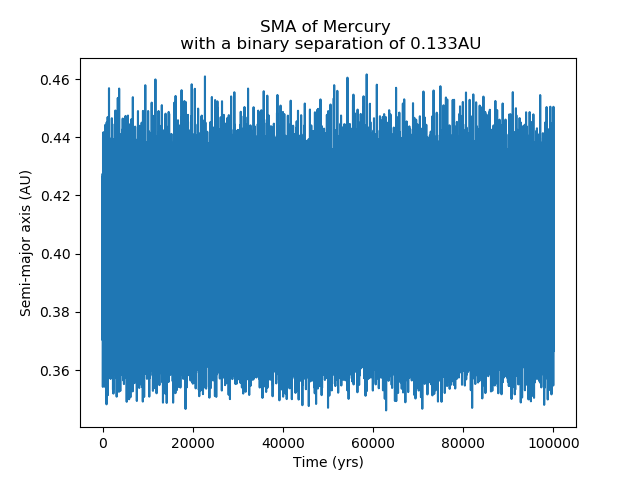 SMA of Mercury
with a binary separation of 0.133AU
0.46
0.44
0.42
0.40
0.38
0.36
Semi-major axis (AU)
0 20000 40000 60000 80000 100000
Time (yrs)